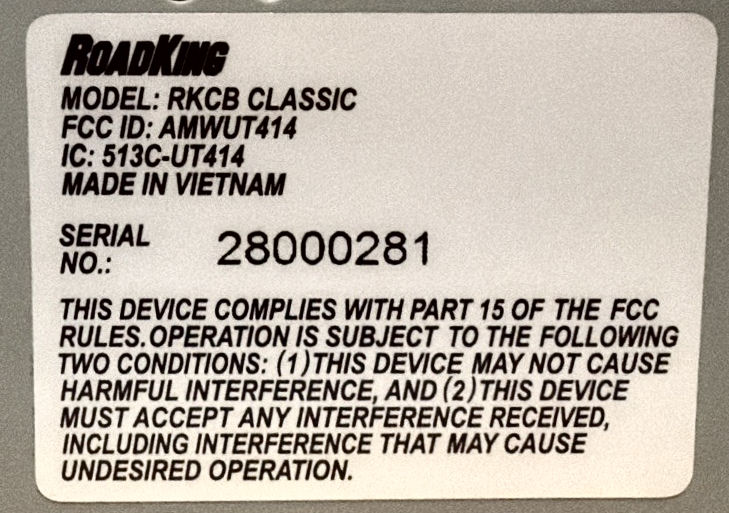 ROADKING
MODEL: RKCB CLASSIC
FCC ID: AMWUT414
IC: 513C-UT414
MADE IN VIETNAM
SERIAL NO.: 28000281
THIS DEVICE COMPLIES WITH PART 15 OF THE FCC
RULES. OPERATION IS SUBJECT TO THE FOLLOWING
TWO CONDITIONS: (1) THIS DEVICE MAY NOT CAUSE
HARMFUL INTERFERENCE, AND (2) THIS DEVICE
MUST ACCEPT ANY INTERFERENCE RECEIVED,
INCLUDING INTERFERENCE THAT MAY CAUSE
UNDESIRED OPERATION.